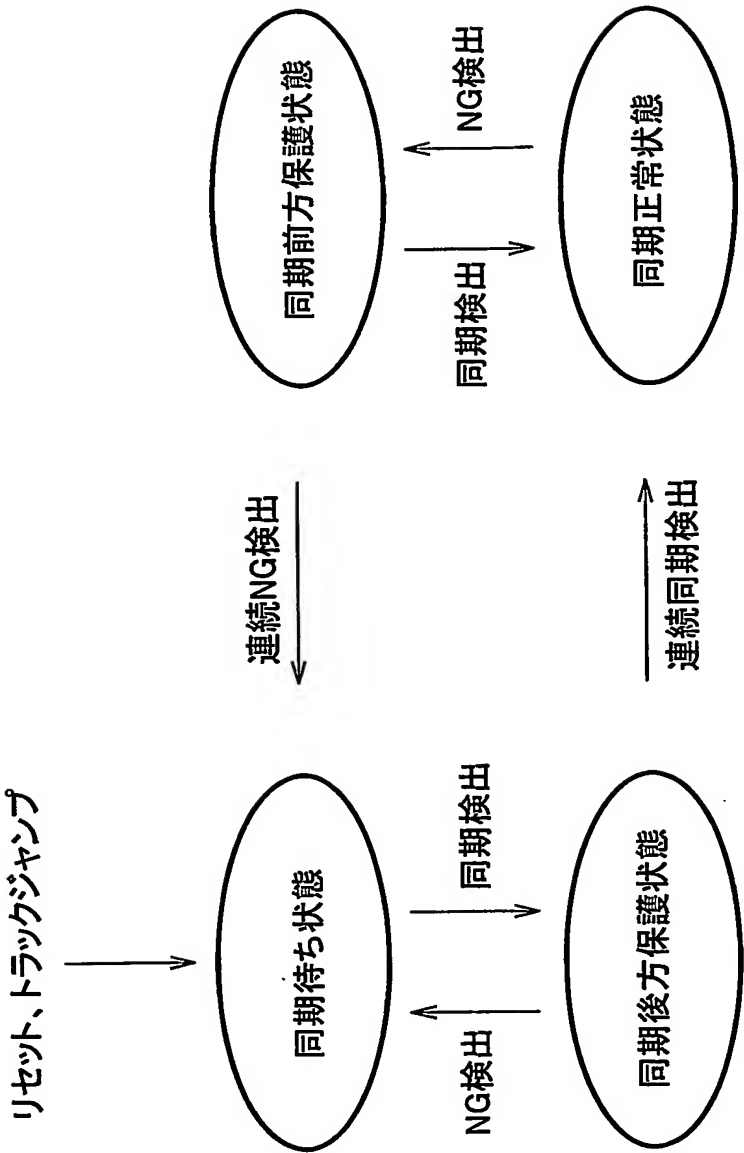 リセット、トラックジャンプ
同期待ち状態
連続NG検出
同期前方保護状態
NG検出
同期検出
同期検出
NG検出
同期後方保護状態
連続同期検出
同期正常状態